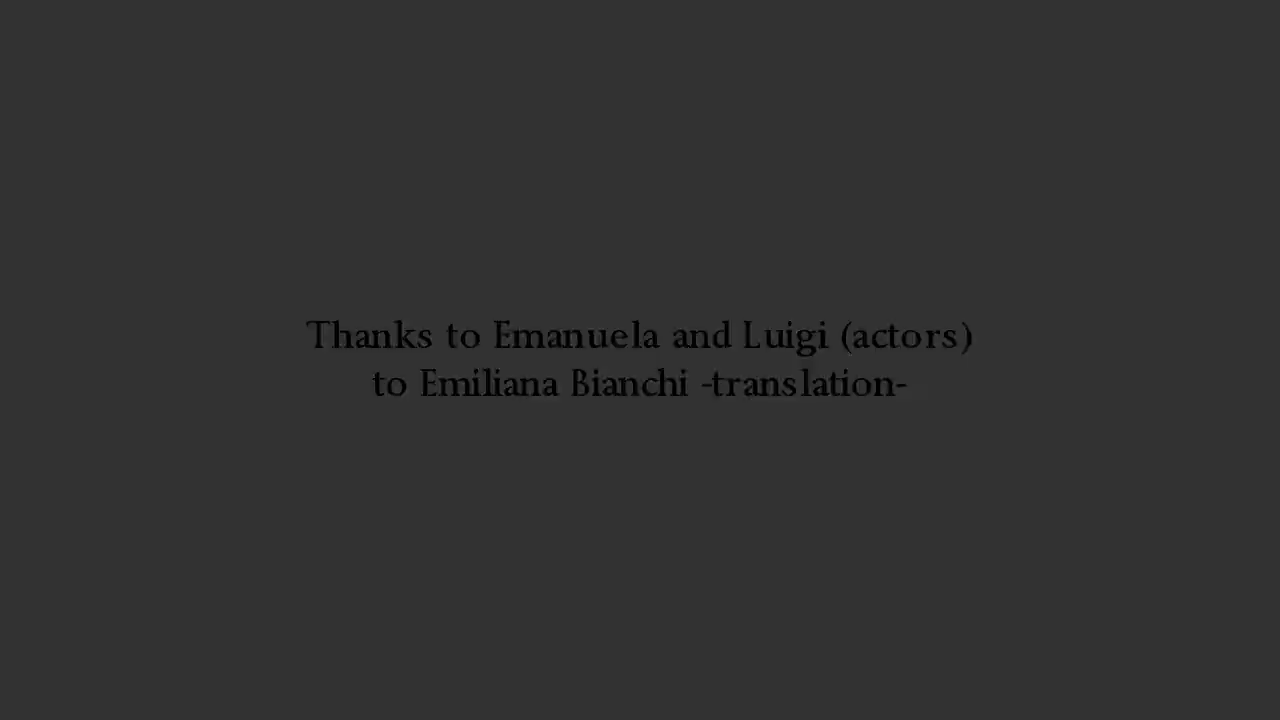 Thanks to Emanuela and Luigi (actors)
to Emiliana Bianchi -translation-